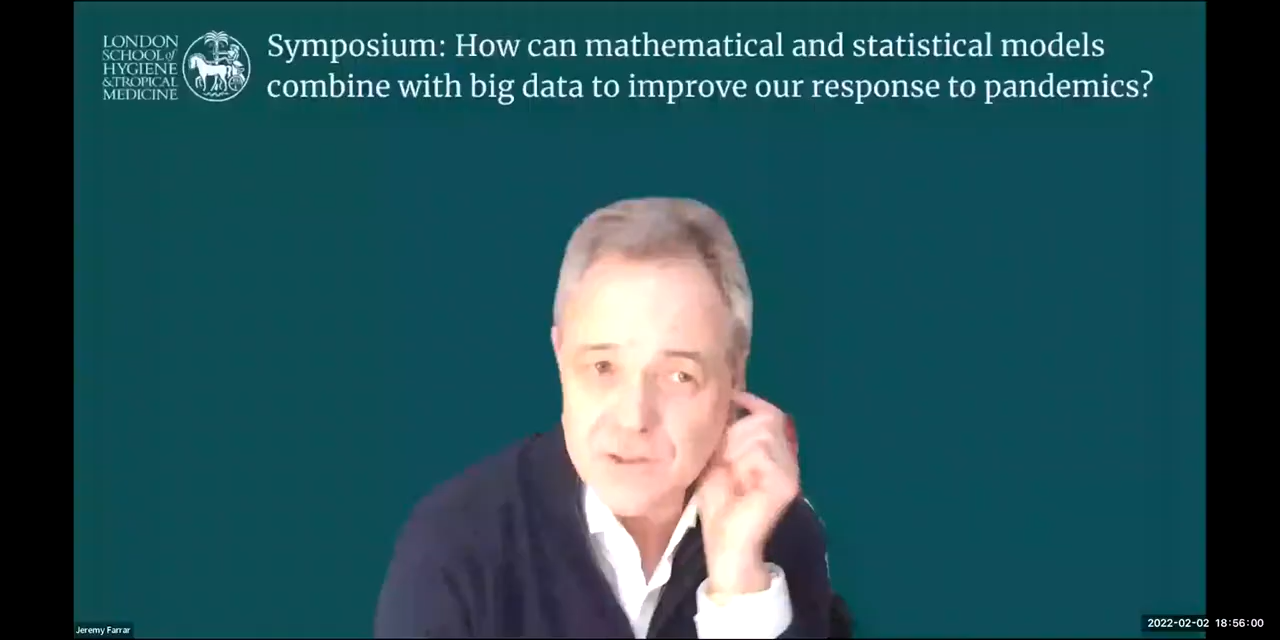 LONDON
SCHOOL of
HYGIENE
& TROPICAL
MEDICINE
Symposium: How can mathematical and statistical models
combine with big data to improve our response to pandemics?
Jeremy Farrar
2022-02-02 18:56:00